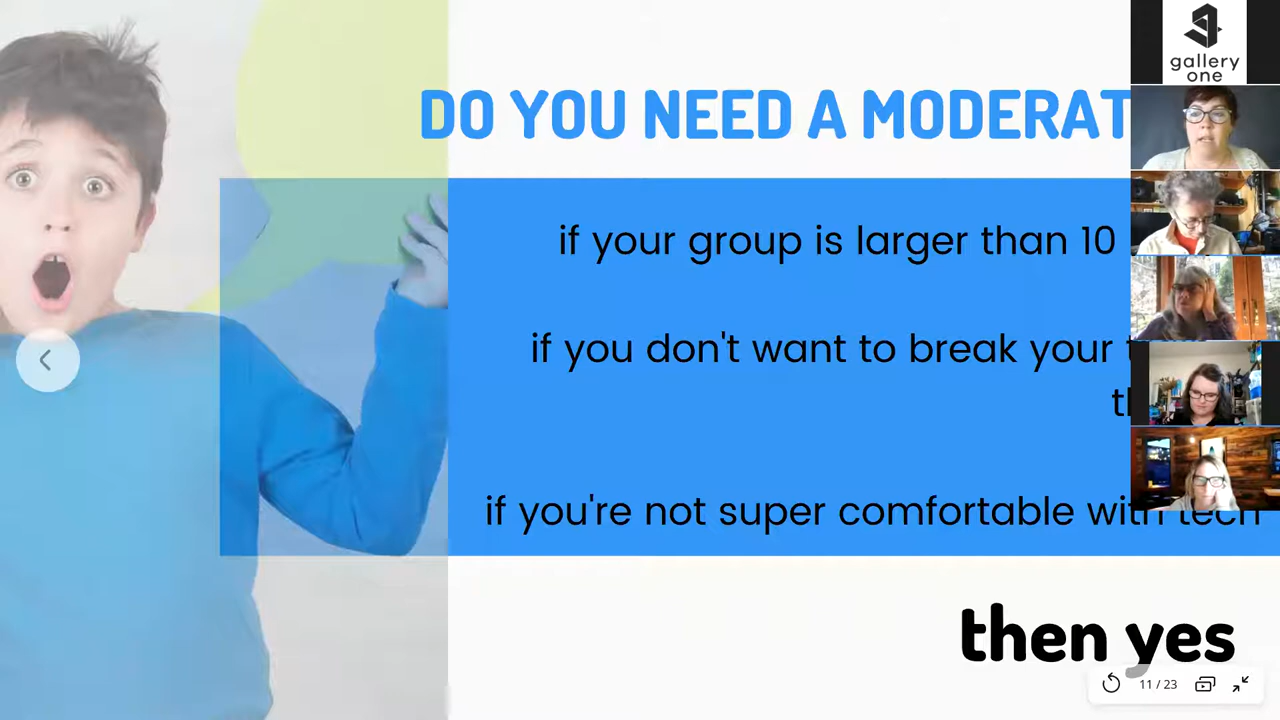 gallery
one
DO YOU NEED A MODERAT
if your group is larger than 10
if you don't want to break your
if you're not super comfortable with tech
then yes
11 / 23